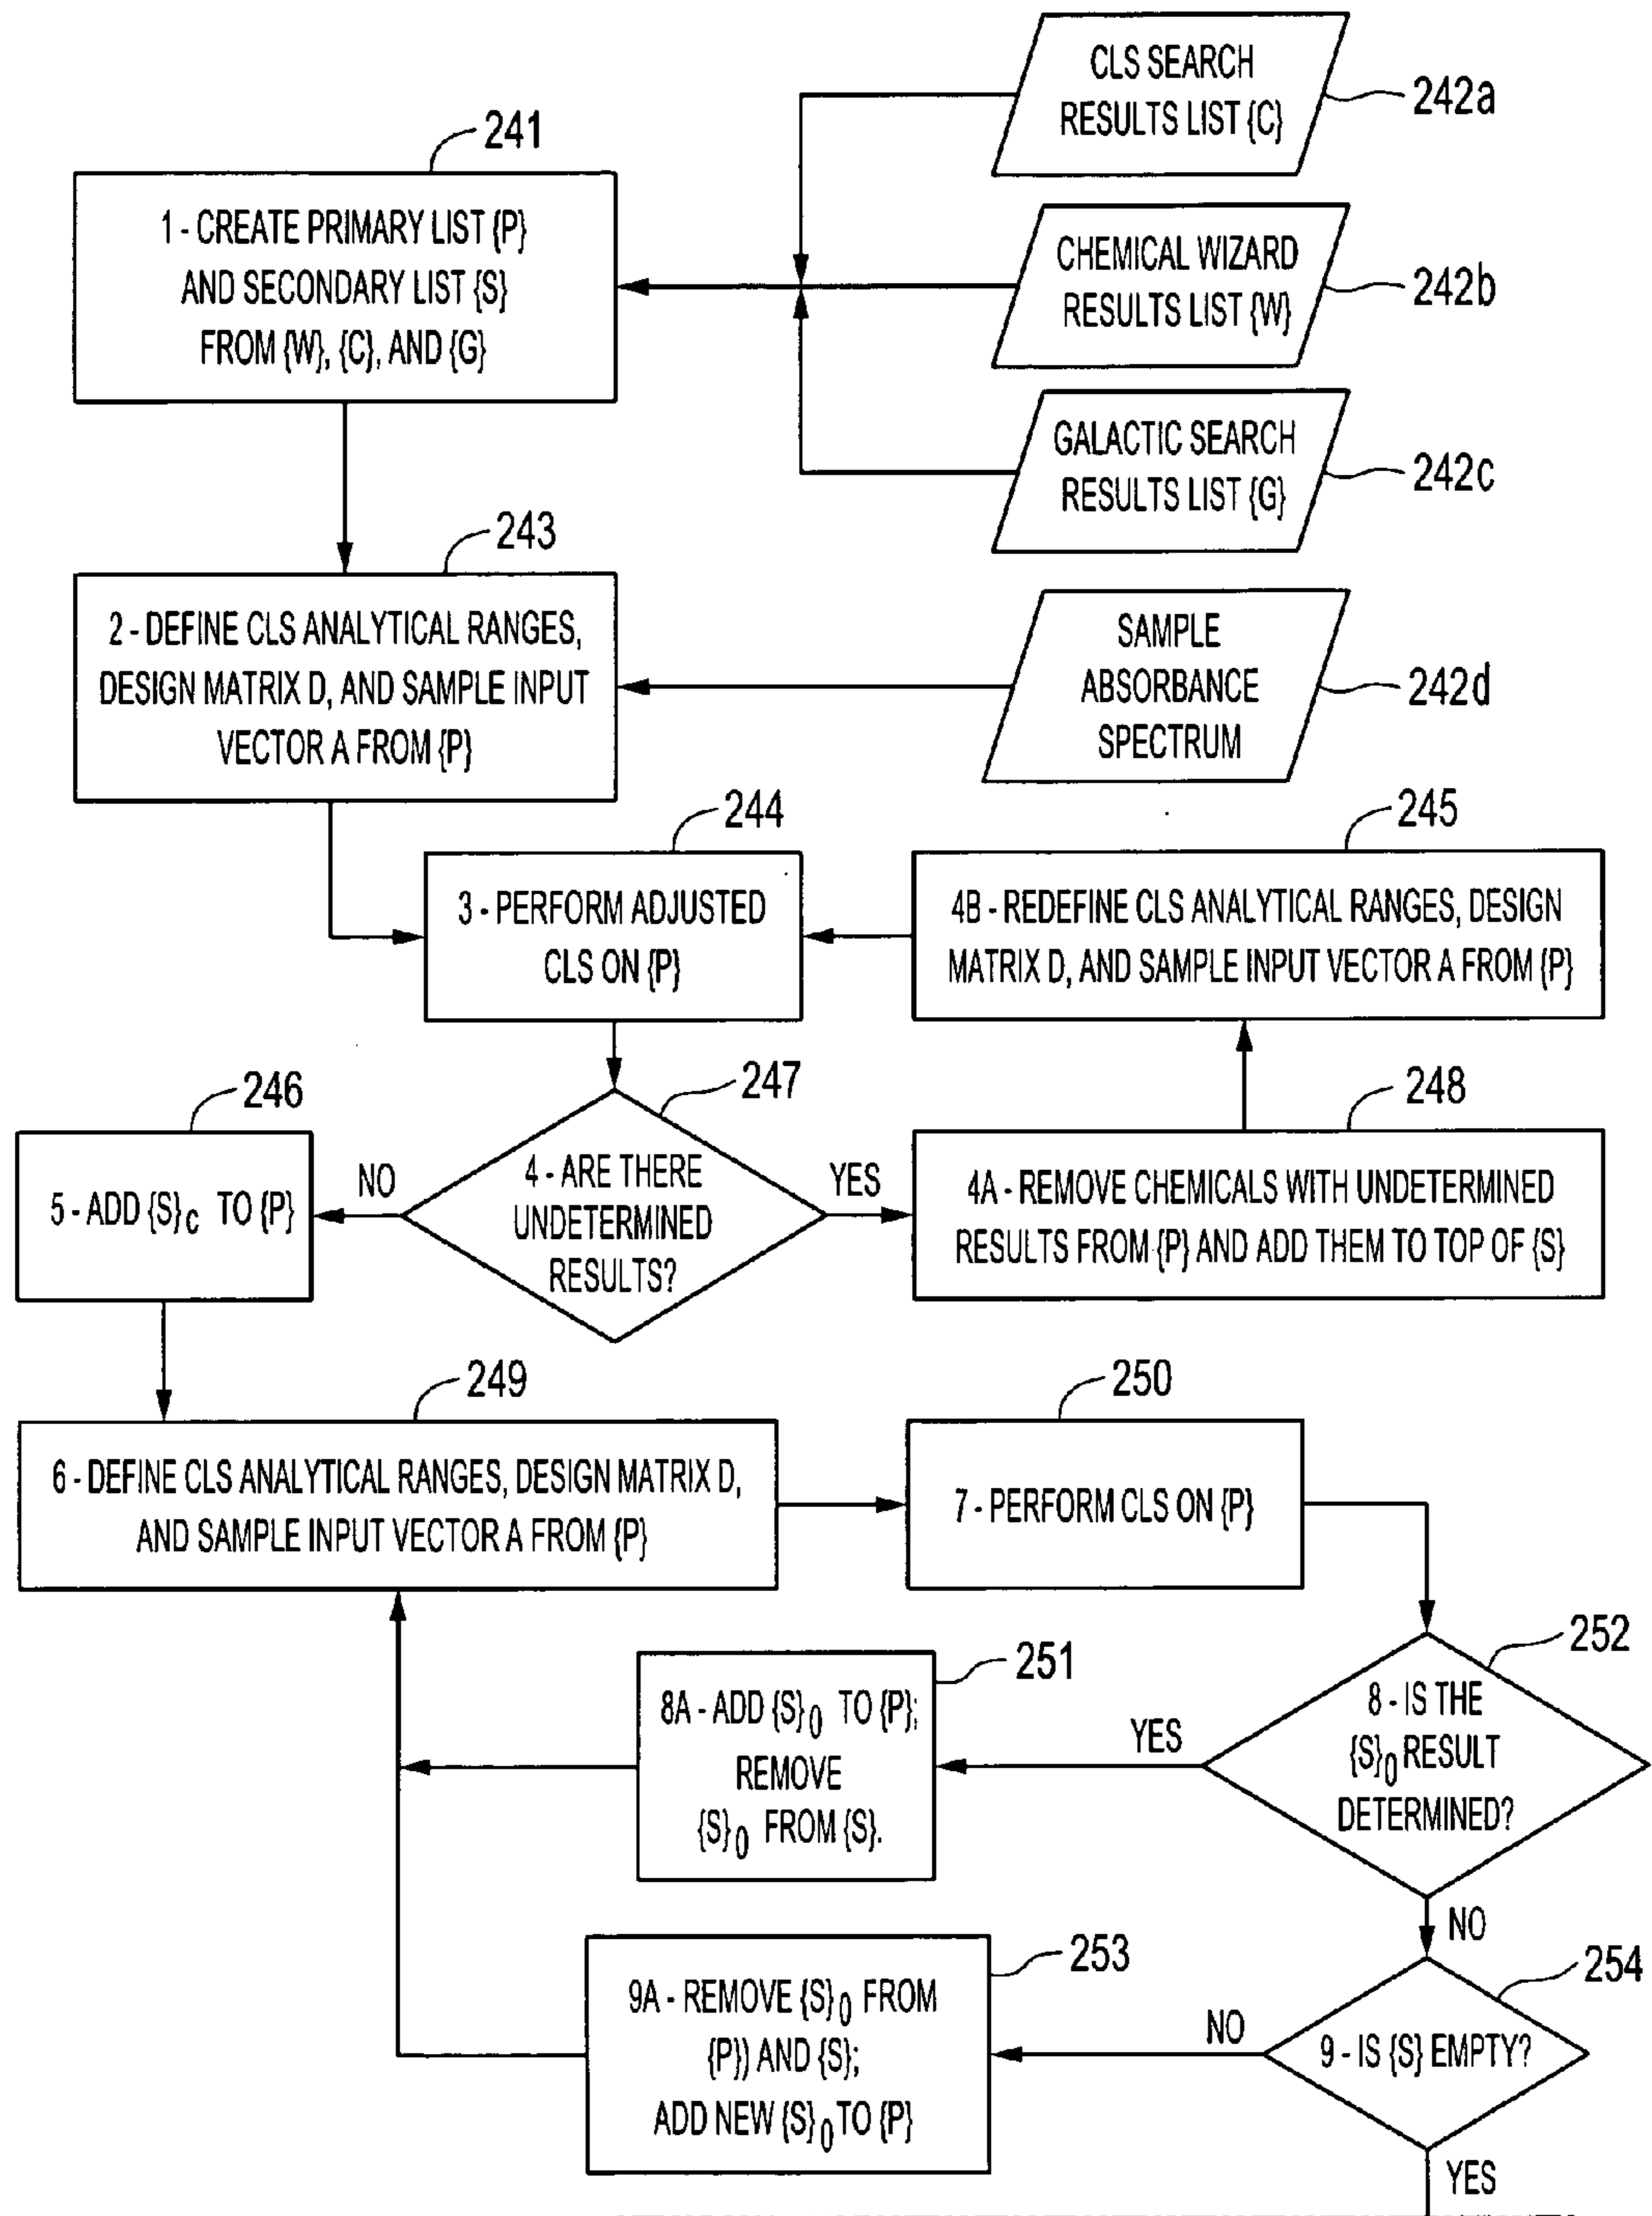 CLS SEARCH
RESULTS LIST {C}
242a
241
1 - CREATE PRIMARY LIST {P}
AND SECONDARY LIST {S}
FROM {W}, {C}, AND {G}
CHEMICAL WIZARD
RESULTS LIST {W}
242b
GALACTIC SEARCH
RESULTS LIST {G}
242c
243
2 - DEFINE CLS ANALYTICAL RANGES,
DESIGN MATRIX D, AND SAMPLE INPUT
VECTOR A FROM {P}
SAMPLE
ABSORBANCE
SPECTRUM
242d
244
3 - PERFORM ADJUSTED
CLS ON {P}
245
4B - REDEFINE CLS ANALYTICAL RANGES, DESIGN
MATRIX D, AND SAMPLE INPUT VECTOR A FROM {P}
246
5 - ADD {S}c TO {P}
NO
247
4 - ARE THERE
UNDETERMINED
RESULTS?
YES
248
4A - REMOVE CHEMICALS WITH UNDETERMINED
RESULTS FROM {P} AND ADD THEM TO TOP OF {S}
249
6 - DEFINE CLS ANALYTICAL RANGES, DESIGN MATRIX D,
AND SAMPLE INPUT VECTOR A FROM {P}
250
7 - PERFORM CLS ON {P}
251
8A - ADD {S}0 TO {P};
REMOVE
{S}0 FROM {S}.
YES
252
8 - IS THE
{S}0 RESULT
DETERMINED?
NO
253
9A - REMOVE {S}0 FROM
{P}) AND {S};
ADD NEW {S}0 TO {P}
NO
254
9 - IS {S} EMPTY?
YES